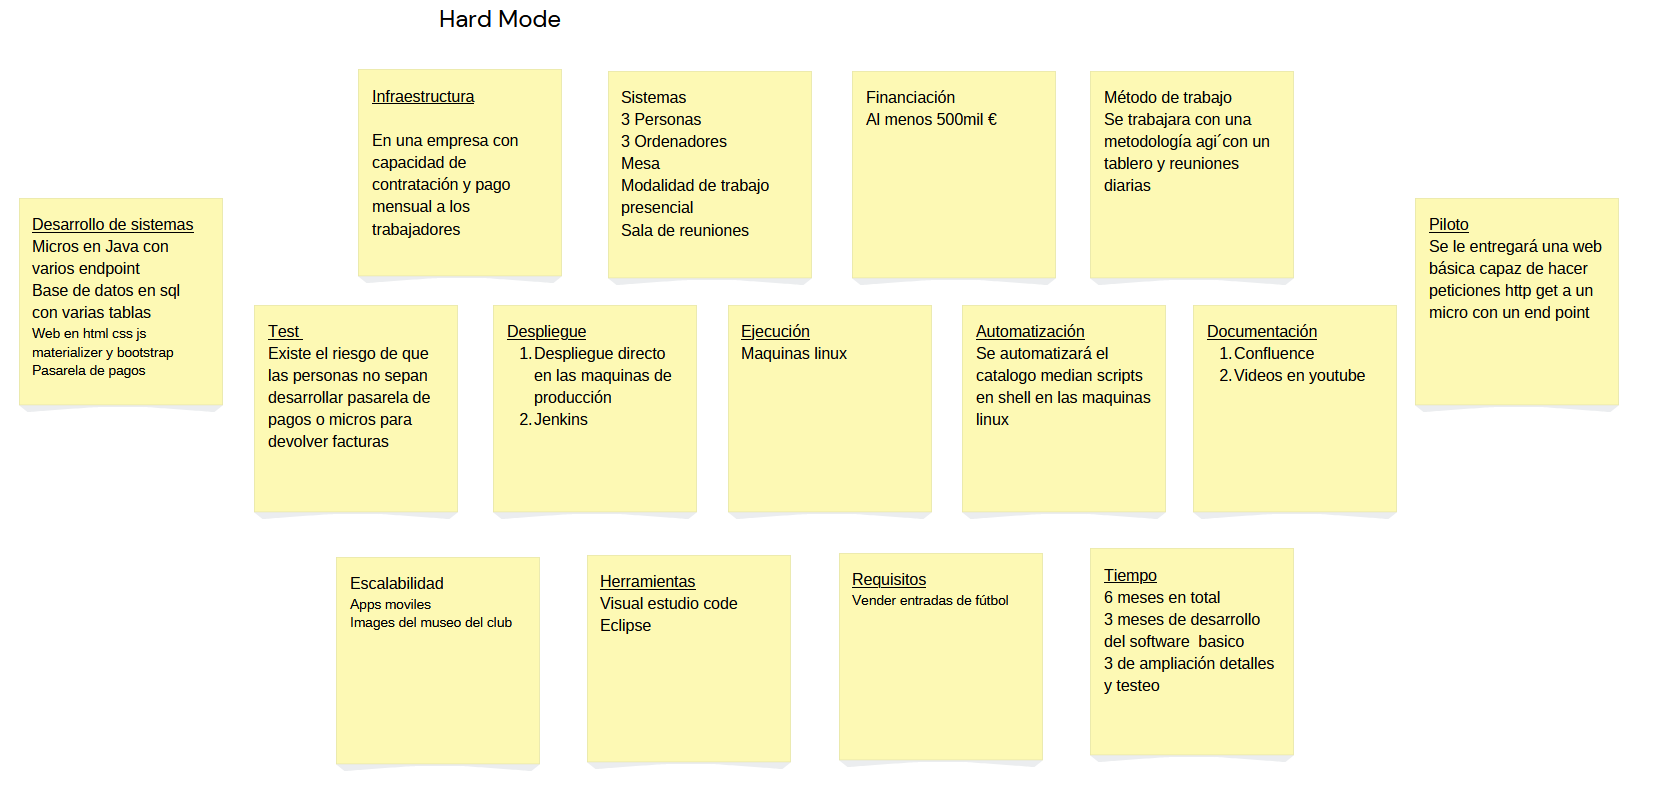 Hard Mode
Infraestructura
En una empresa con
capacidad de
contratación y pago
mensual a los
trabajadores
Sistemas
3 Personas
3 Ordenadores
Mesa
Modalidad de trabajo
presencial
Sala de reuniones
Financiación
Al menos 500mil €
Método de trabajo
Se trabajara con una
metodología agi´con un
tablero y reuniones
diarias
Desarrollo de sistemas
Micros en Java con
varios endpoint
Base de datos en sql
con varias tablas
Web en html css js
materializer y bootstrap
Pasarela de pagos
Piloto
Se le entregará una web
básica capaz de hacer
peticiones http get a un
micro con un end point
Test
Existe el riesgo de que
las personas no sepan
desarrollar pasarela de
pagos o micros para
devolver facturas
Despliegue
1. Despliegue directo
en las maquinas de
producción
2. Jenkins
Ejecución
Maquinas linux
Automatización
Se automatizará el
catalogo median scripts
en shell en las maquinas
linux
Documentación
1. Confluence
2. Videos en youtube
Escalabilidad
Apps moviles
Images del museo del club
Herramientas
Visual estudio code
Eclipse
Requisitos
Vender entradas de fútbol
Tiempo
6 meses en total
3 meses de desarrollo
del software  basico
3 de ampliación detalles
y testeo